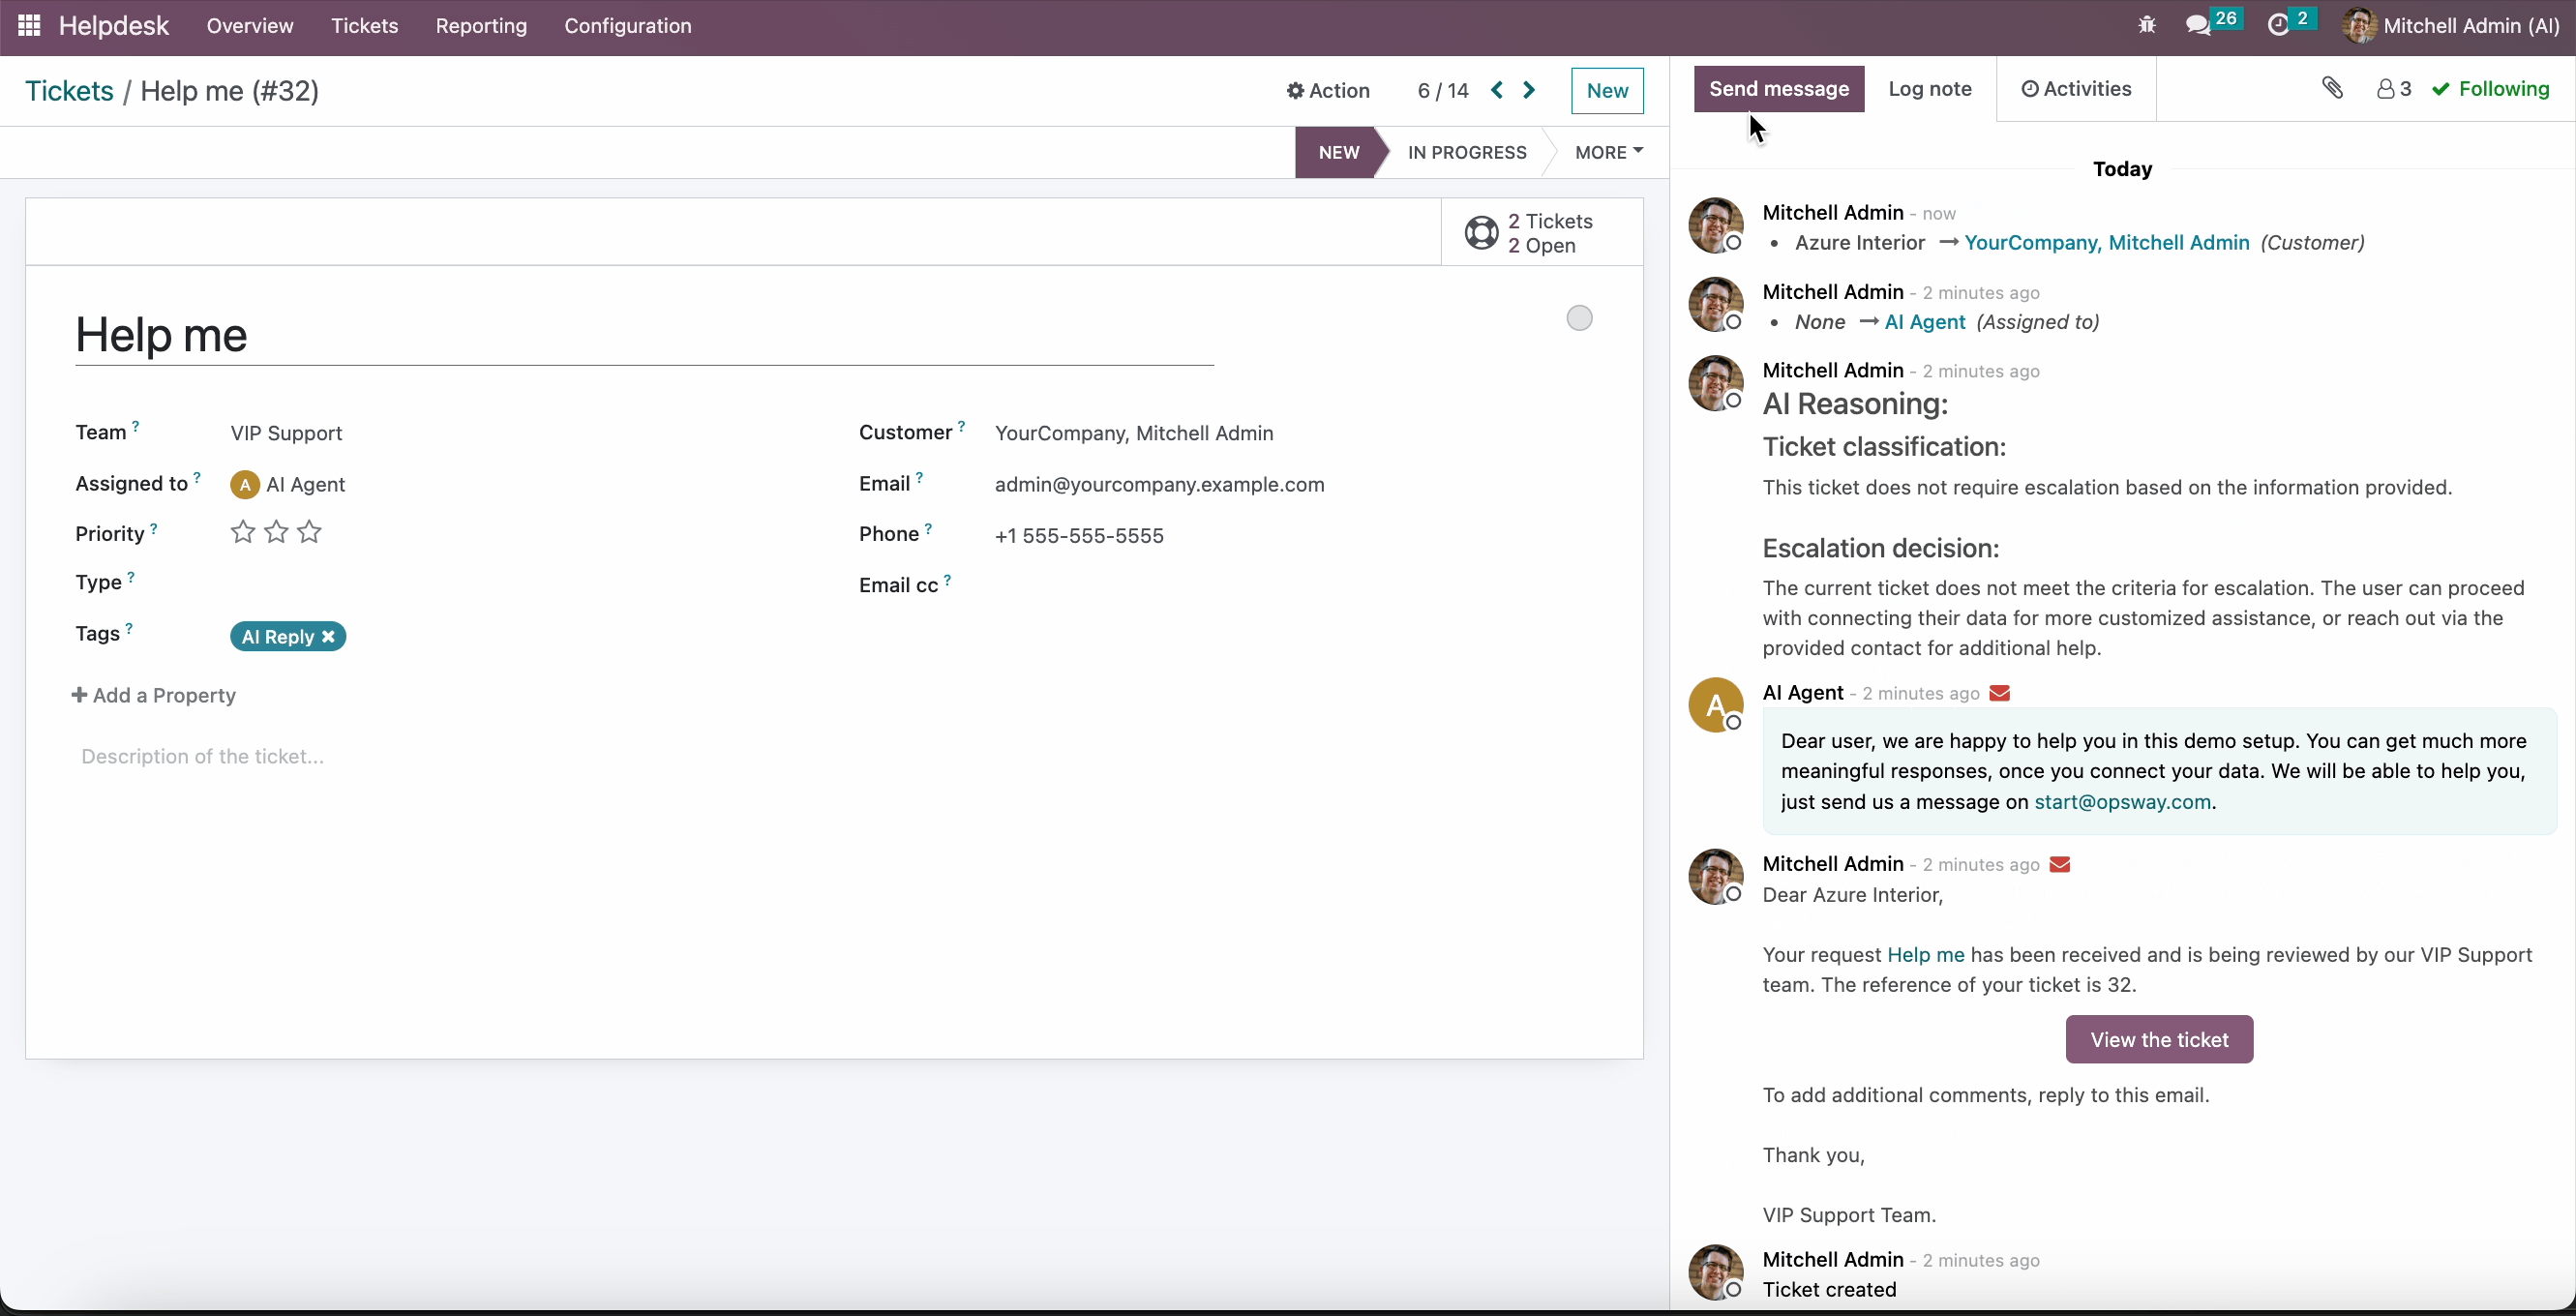 Helpdesk Overview Tickets Reporting Configuration 26 2 Mitchell Admin (AI)
Tickets / Help me (#32) Action 6 / 14 New
NEW IN PROGRESS MORE
2 Tickets
2 Open
Help me
Team ? VIP Support
Assigned to ? A AI Agent
Priority ?
Type ?
Tags ? AI Reply ✖
Customer ? YourCompany, Mitchell Admin
Email ? admin@yourcompany.example.com
Phone ? +1 555-555-5555
Email cc ?
+ Add a Property
Description of the ticket...
Send message Log note Activities 3 Following
Today
Mitchell Admin - now
• Azure Interior → YourCompany, Mitchell Admin (Customer)
Mitchell Admin - 2 minutes ago
• None → AI Agent (Assigned to)
Mitchell Admin - 2 minutes ago
AI Reasoning:
Ticket classification:
This ticket does not require escalation based on the information provided.
Escalation decision:
The current ticket does not meet the criteria for escalation. The user can proceed
with connecting their data for more customized assistance, or reach out via the
provided contact for additional help.
A
AI Agent - 2 minutes ago
Dear user, we are happy to help you in this demo setup. You can get much more
meaningful responses, once you connect your data. We will be able to help you,
just send us a message on start@opsway.com.
Mitchell Admin - 2 minutes ago
Dear Azure Interior,
Your request Help me has been received and is being reviewed by our VIP Support
team. The reference of your ticket is 32.
View the ticket
To add additional comments, reply to this email.
Thank you,
VIP Support Team.
Mitchell Admin - 2 minutes ago
Ticket created